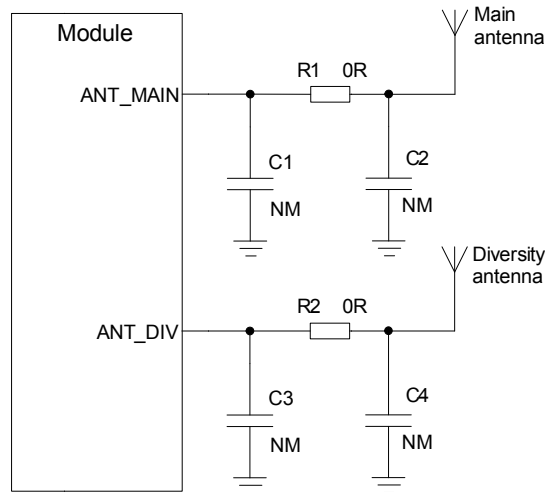 Module
Main
antenna
R1 0R
ANT_MAIN
C1
C2
NM
NM
Diversity
antenna
R2 0R
ANT_DIV
C3
C4
NM
NM